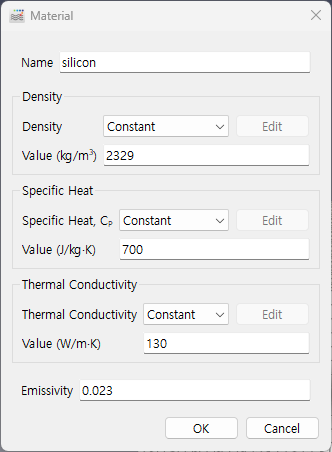 Material
Name silicon
Density
Density Constant Edit
Value (kg/m³) 2329
Specific Heat
Specific Heat, Cₚ Constant Edit
Value (J/kg·K) 700
Thermal Conductivity
Thermal Conductivity Constant Edit
Value (W/m·K) 130
Emissivity 0.023
OK Cancel